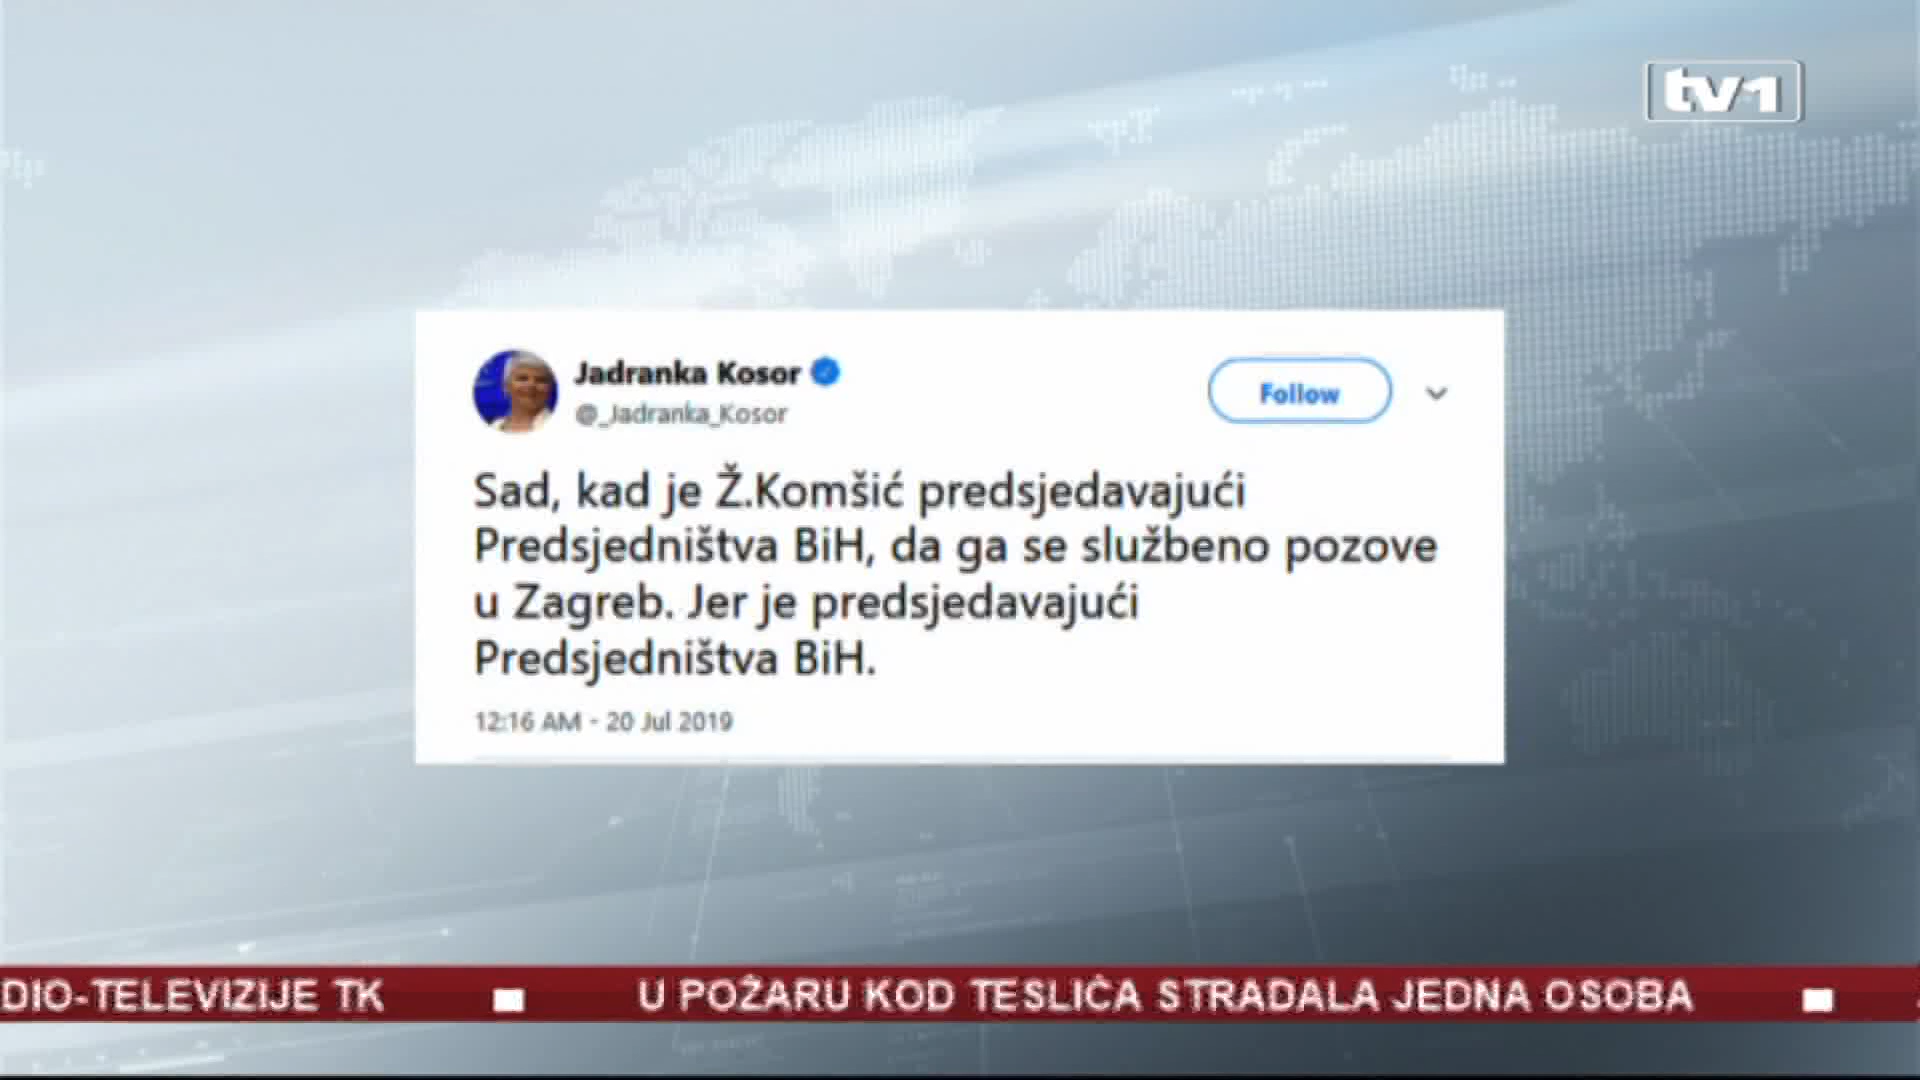 tv1
Jadranka Kosor
@_Jadranka_Kosor
Follow
Sad, kad je Ž.Komšić predsjedavajući
Predsjedništva BiH, da ga se službeno pozove
u Zagreb. Jer je predsjedavajući
Predsjedništva BiH.
12:16 AM - 20 Jul 2019
DIO-TELEVIZIJE TK ■ U POŽARU KOD TESLIĆA STRADALA JEDNA OSOBA ■